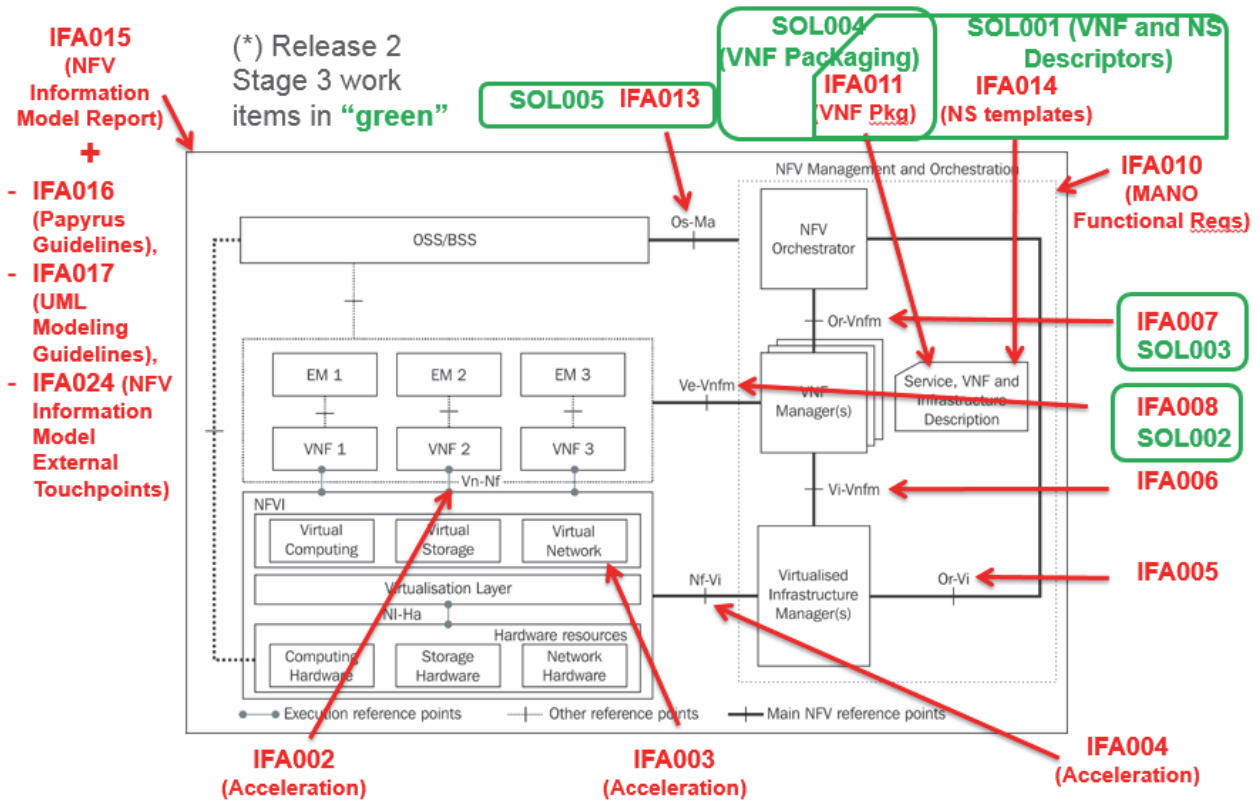 IFA015
(NFV
Information
Model Report)
+
- IFA016
(Papyrus
Guidelines),
- IFA017
(UML
Modeling
Guidelines),
- IFA024 (NFV
Information
Model
External
Touchpoints)
(*) Release 2
Stage 3 work
items in “green”
SOL005 IFA013
SOL004
(VNF Packaging)
IFA011
(VNF Pkg)
SOL001 (VNF and NS
Descriptors)
IFA014
(NS templates)
IFA010
(MANO
Functional Reqs)
NFV Management and Orchestration
OSS/BSS
Os-Ma
NFV
Orchestrator
Or-Vnfm
IFA007
SOL003
EM 1
EM 2
EM 3
Ve-Vnfm
VNF
Manager(s)
Service, VNF and
Infrastructure
Description
IFA008
SOL002
VNF 1
VNF 2
VNF 3
Vn-Nf
Vi-Vnfm
IFA006
NFVI
Virtual
Computing
Virtual
Storage
Virtual
Network
Virtualisation Layer
Nf-Vi
Virtualised
Infrastructure
Manager(s)
Or-Vi
IFA005
NI-Ha
Hardware resources
Computing
Hardware
Storage
Hardware
Network
Hardware
Execution reference points
Other reference points
Main NFV reference points
IFA002
(Acceleration)
IFA003
(Acceleration)
IFA004
(Acceleration)